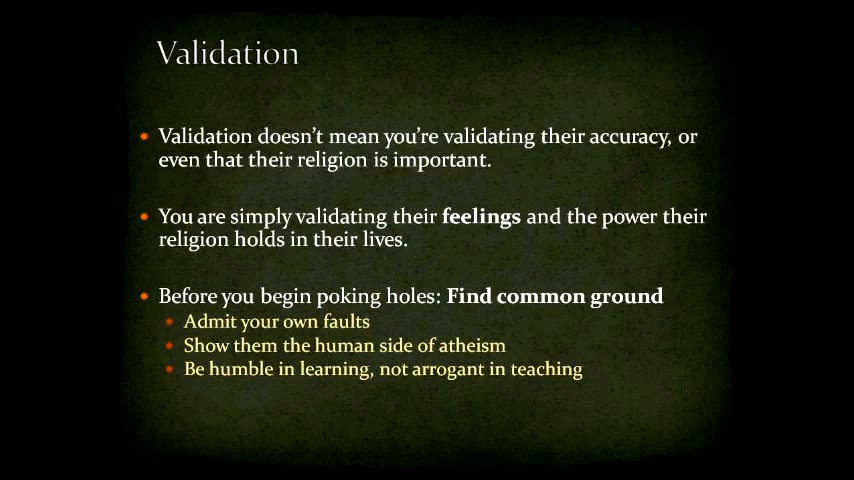 Validation
Validation doesn't mean you're validating their accuracy, or
even that their religion is important.
You are simply validating their feelings and the power their
religion holds in their lives.
Before you begin poking holes: Find common ground
Admit your own faults
Show them the human side of atheism
Be humble in learning, not arrogant in teaching